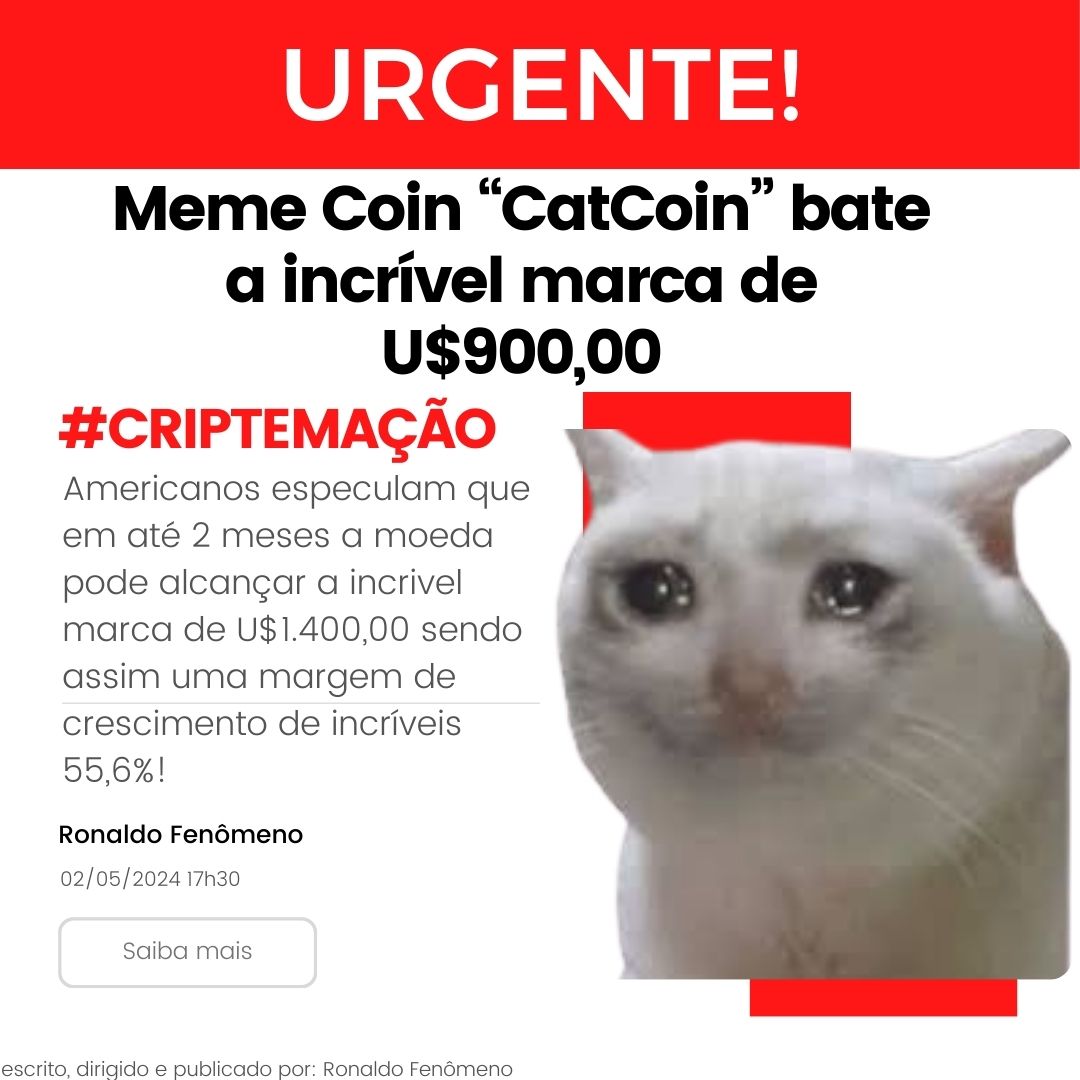 URGENTE!
Meme Coin “CatCoin” bate
a incrível marca de
U$900,00
#CRIPTEMAÇÃO
Americanos especulam que
em até 2 meses a moeda
pode alcançar a incrivel
marca de U$1.400,00 sendo
assim uma margem de
crescimento de incríveis
55,6%!
Ronaldo Fenômeno
02/05/2024 17h30
Saiba mais
escrito, dirigido e publicado por: Ronaldo Fenômeno